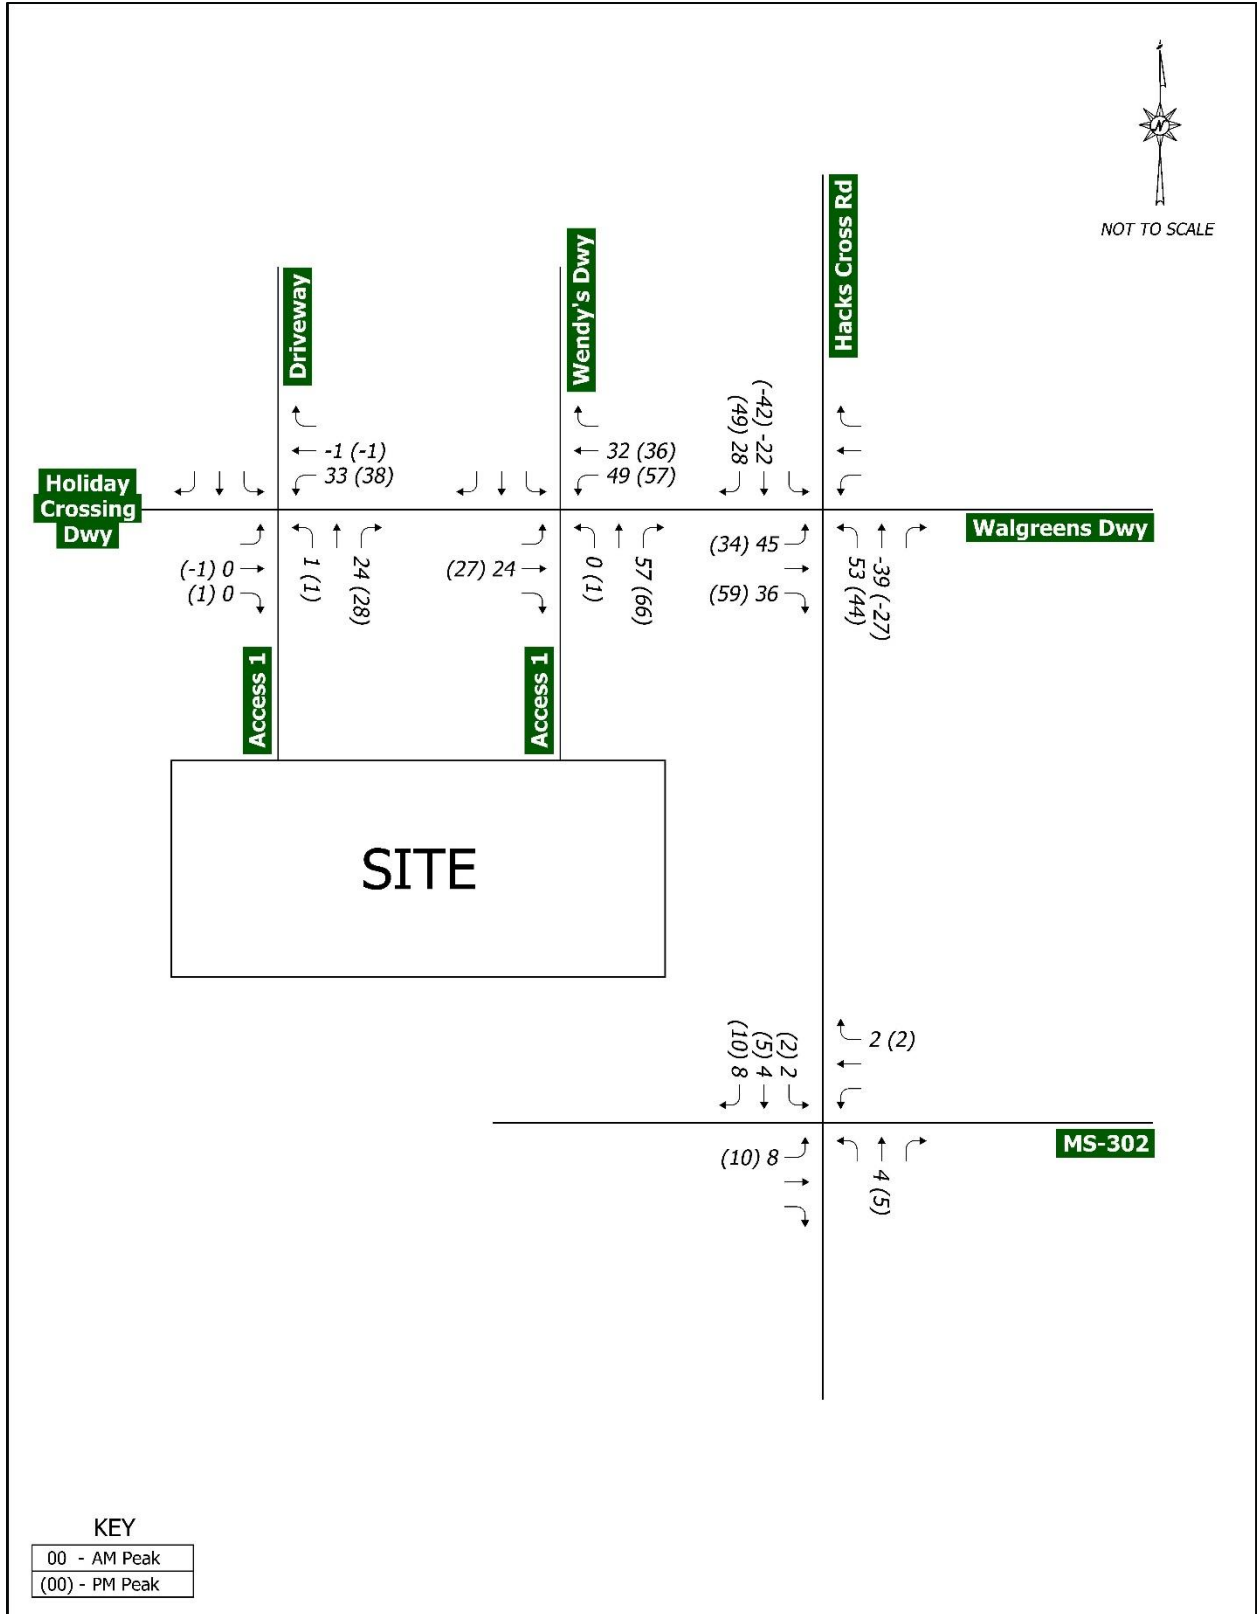 N
NOT TO SCALE
Driveway
Wendy's Dwy
Hacks Cross Rd
-1 (-1)
33 (38)
32 (36)
49 (57)
(49) 28
(-42) -22
Holiday
Crossing
Dwy
Walgreens Dwy
(-1) 0
(1) 0
1 (1)
24 (28)
(27) 24
0 (1)
57 (66)
(34) 45
(59) 36
53 (44)
-39 (-27)
Access 1
Access 1
SITE
(10) 8
(5) 4
(2) 2
2 (2)
MS-302
(10) 8
4 (5)
KEY
00 - AM Peak
(00) - PM Peak